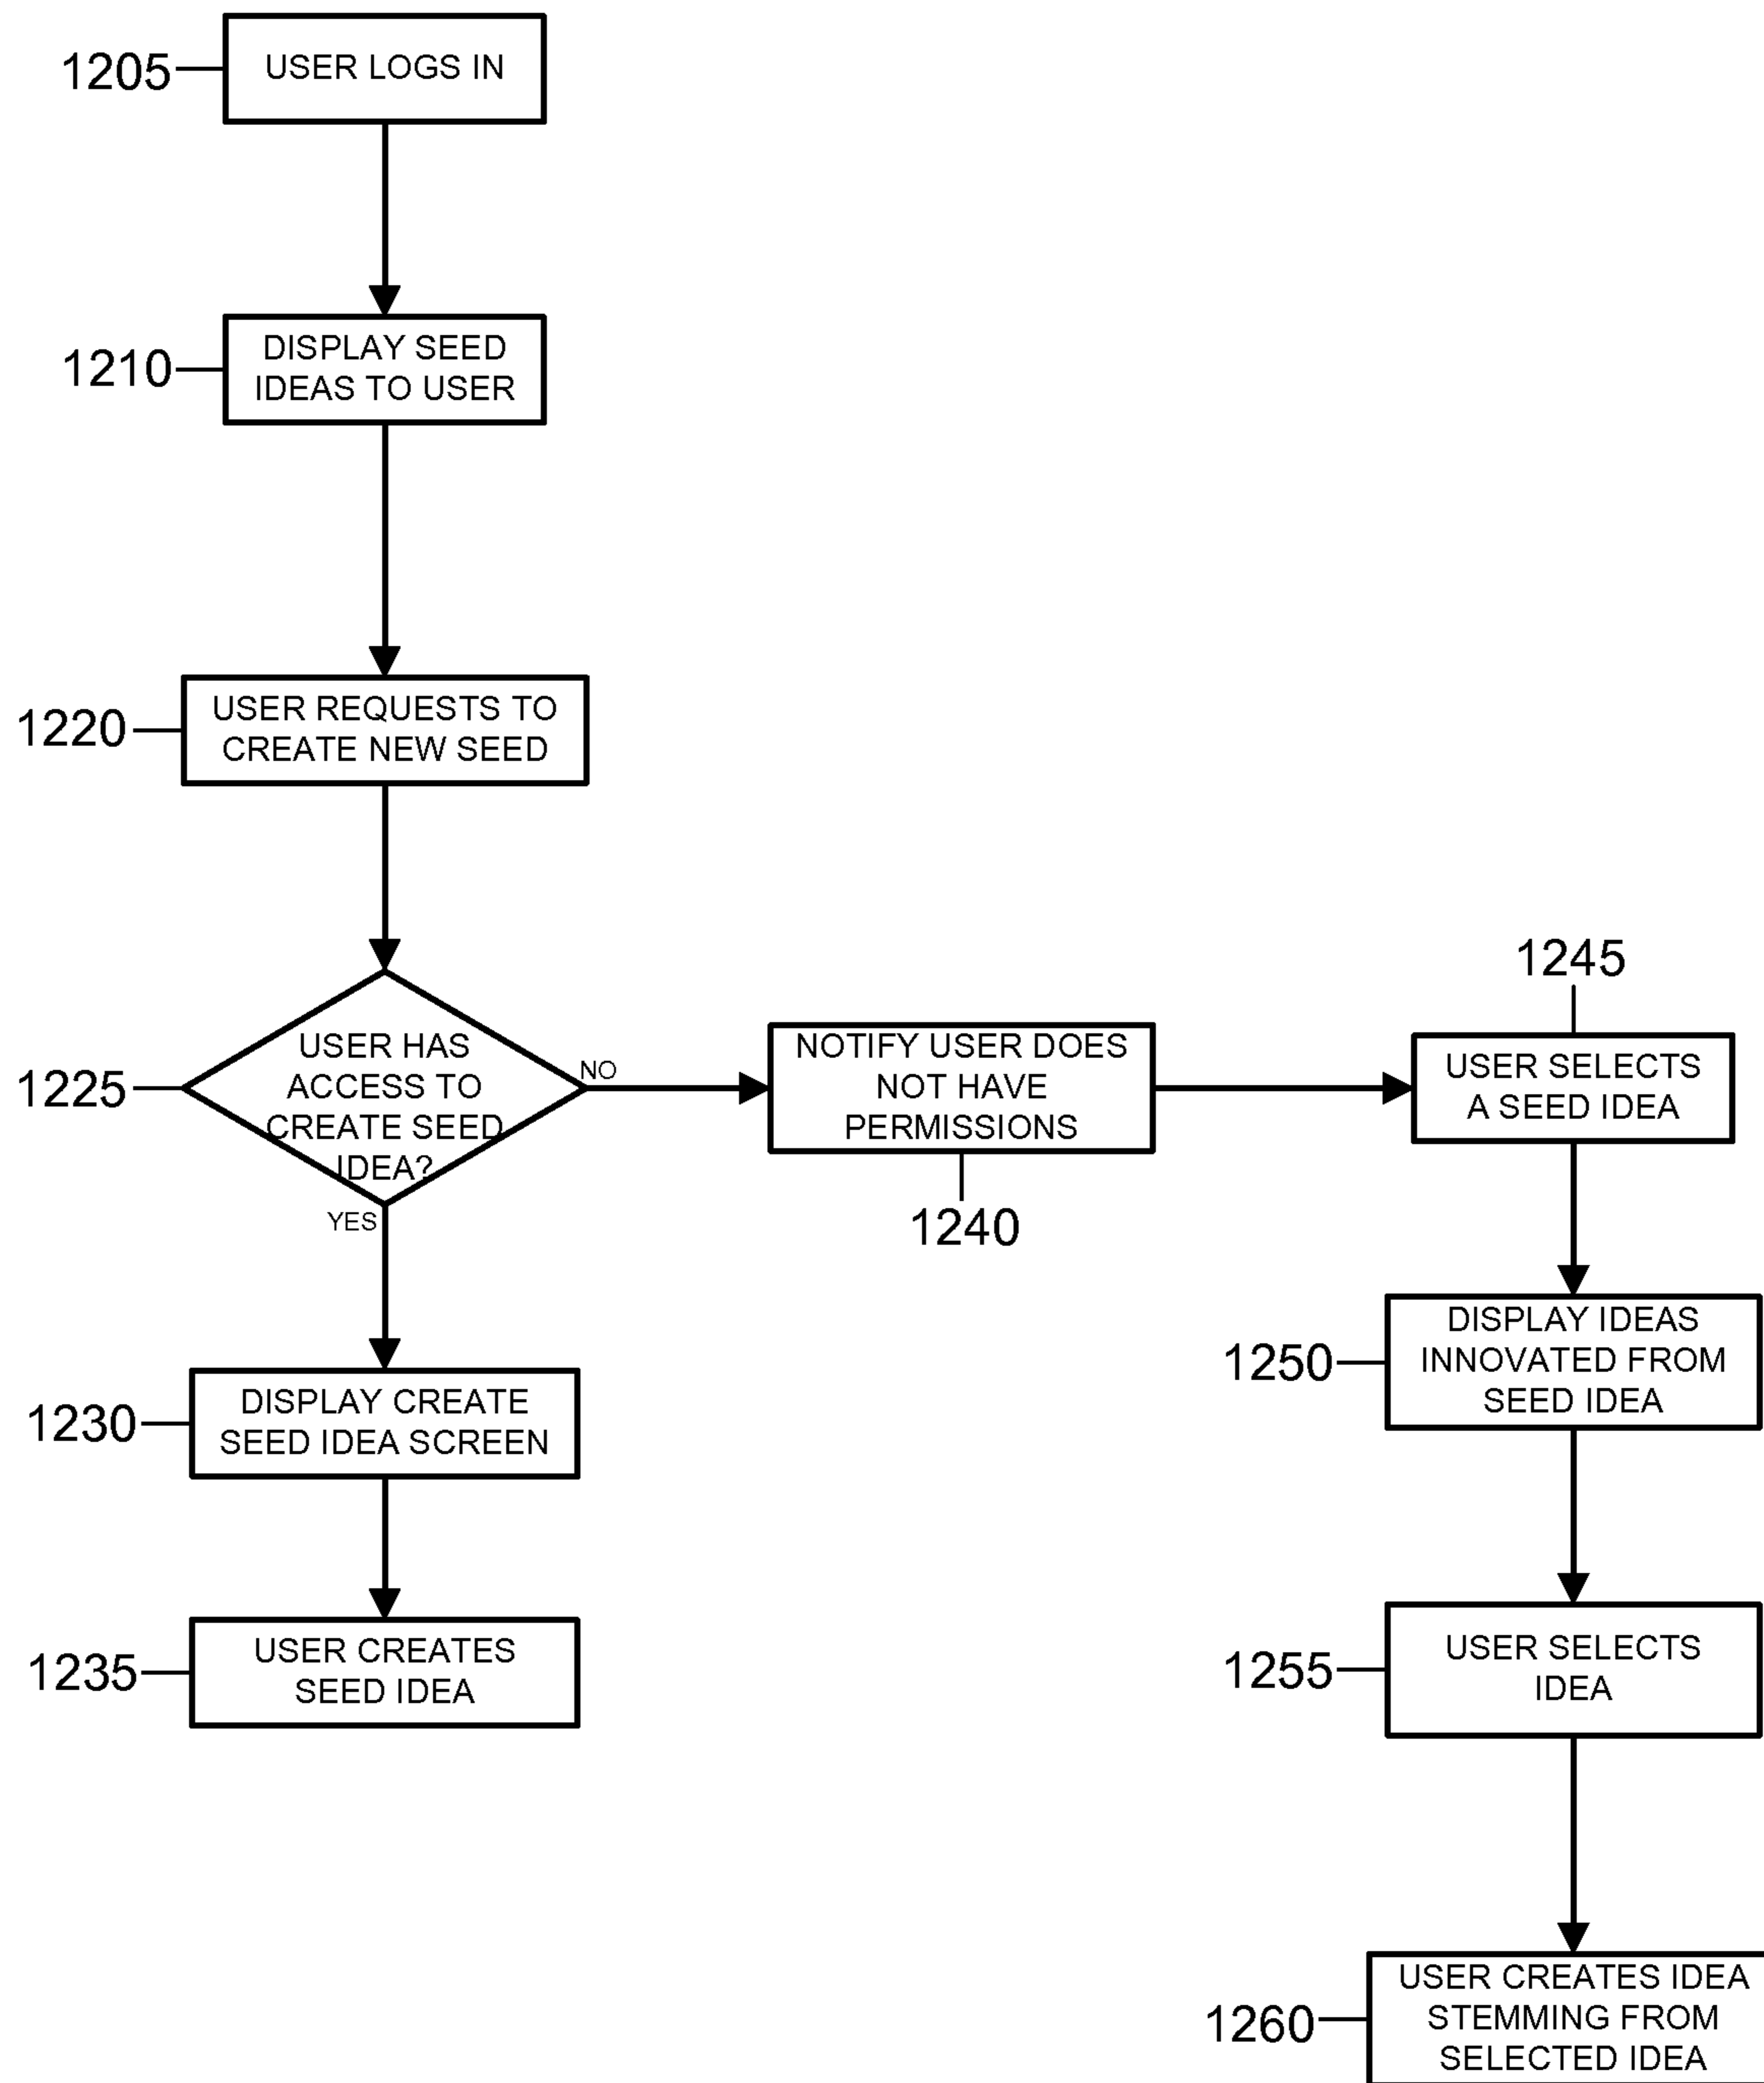 1205
USER LOGS IN
1210
DISPLAY SEED
IDEAS TO USER
1220
USER REQUESTS TO
CREATE NEW SEED
1225
USER HAS
ACCESS TO
CREATE SEED
IDEA?
NO
YES
1230
DISPLAY CREATE
SEED IDEA SCREEN
1235
USER CREATES
SEED IDEA
NOTIFY USER DOES
NOT HAVE
PERMISSIONS
1240
1245
USER SELECTS
A SEED IDEA
1250
DISPLAY IDEAS
INNOVATED FROM
SEED IDEA
1255
USER SELECTS
IDEA
1260
USER CREATES IDEA
STEMMING FROM
SELECTED IDEA